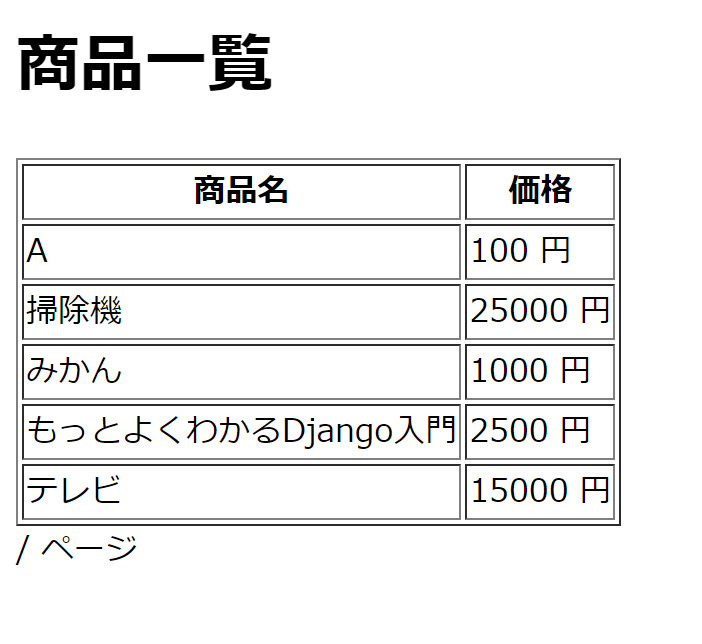 商品一覧
商品名 価格
A 100 円
掃除機 25000 円
みかん 1000 円
もっとよくわかるDjango入門 2500 円
テレビ 15000 円
/ ページ